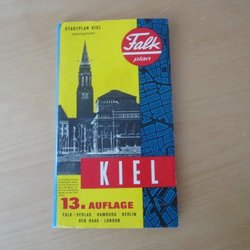 STADTPLAN KIEL
Falk
plan
KIEL
13. AUFLAGE
FALK - VERLAG · HAMBURG · BERLIN
DEN HAAG · LONDON